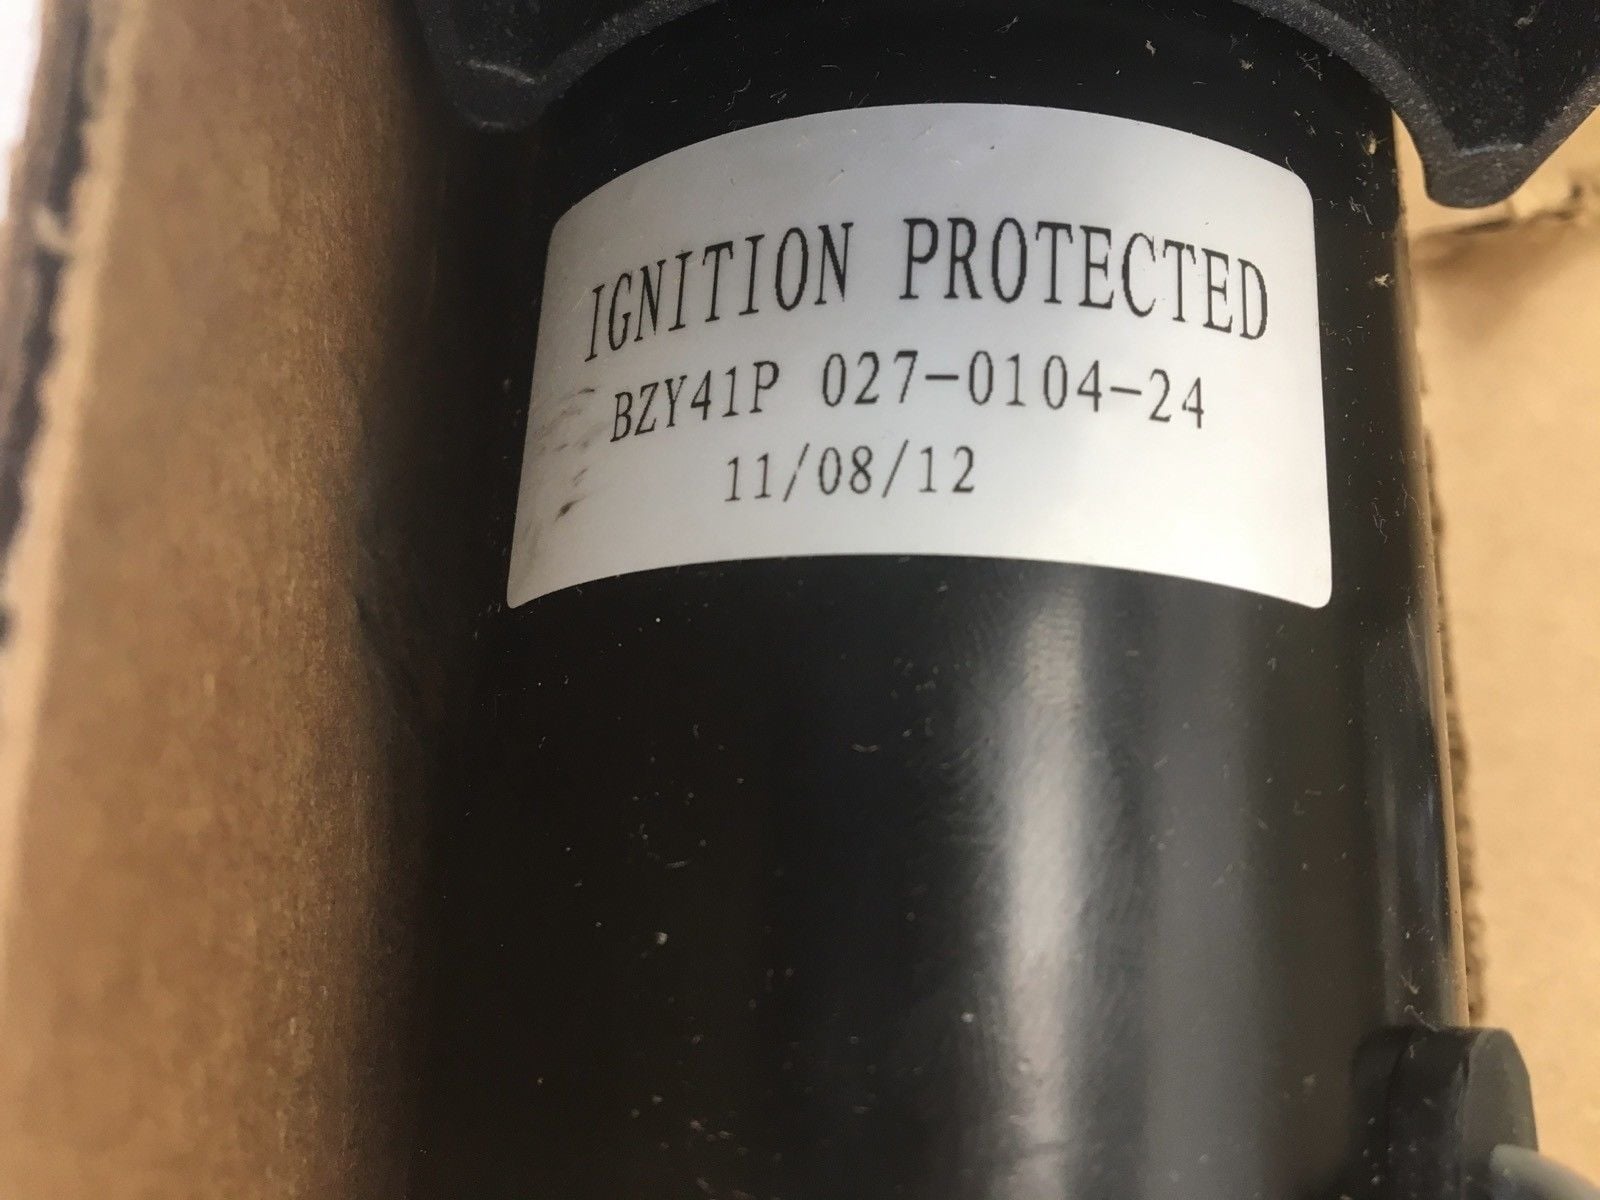 IGNITION PROTECTED
BZY41P 027-0104-24
11/08/12